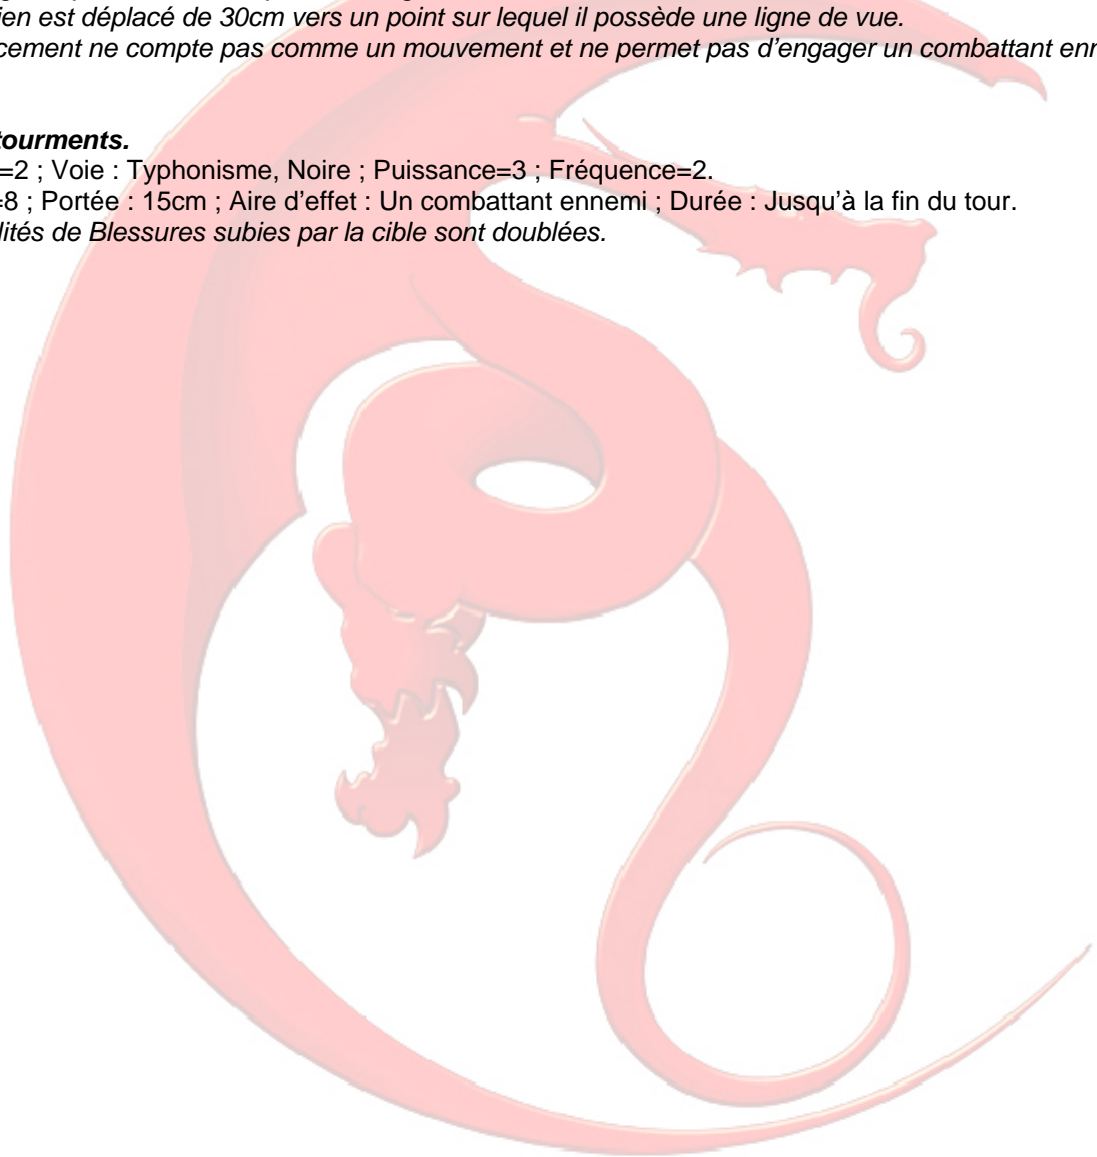 ien est déplacé de 30cm vers un point sur lequel il possède une ligne de vue.
cement ne compte pas comme un mouvement et ne permet pas d'engager un combattant enn
tourments.
=2 ; Voie : Typhonisme, Noire ; Puissance=3 ; Fréquence=2.
=8 ; Portée : 15cm ; Aire d'effet : Un combattant ennemi ; Durée : Jusqu'à la fin du tour.
lités de Blessures subies par la cible sont doublées.